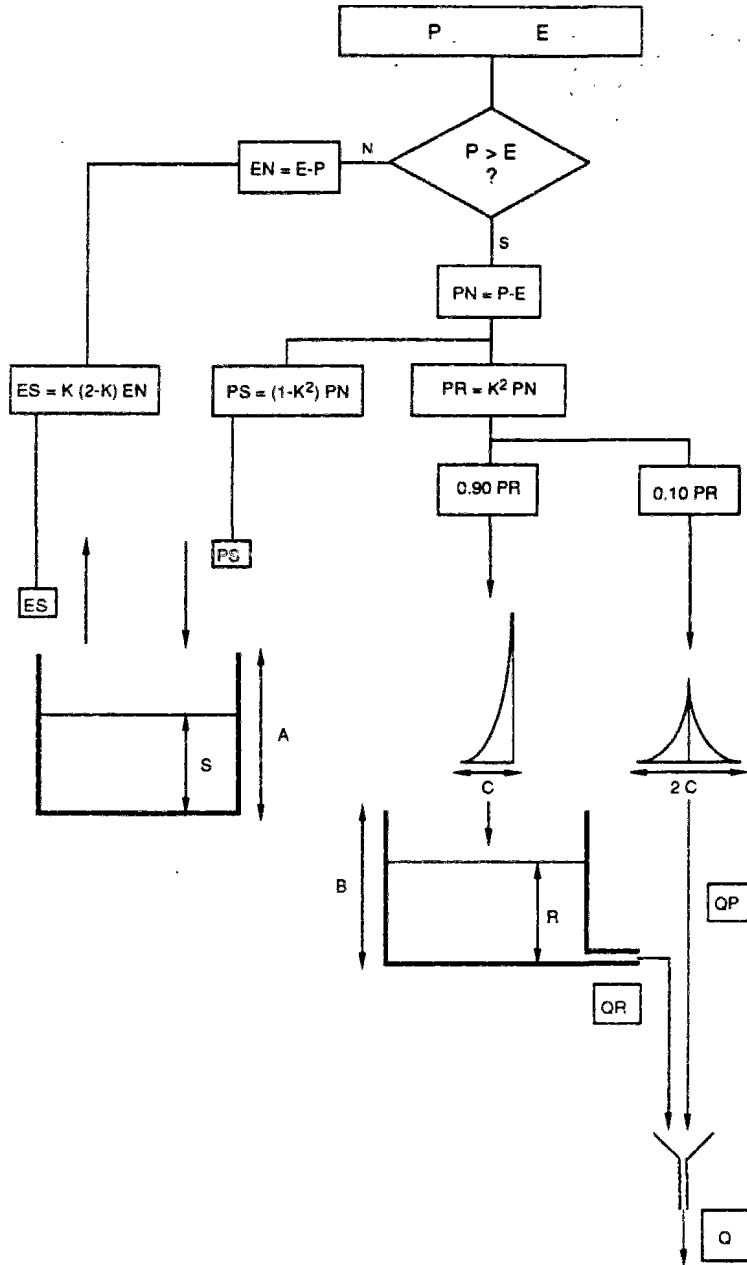 P E
P > E
?
N
EN = E-P
S
PN = P-E
ES = K (2-K) EN
PS = (1-K²) PN
PR = K² PN
0.90 PR
0.10 PR
PS
ES
A
S
C
2 C
B
R
QP
QR
Q